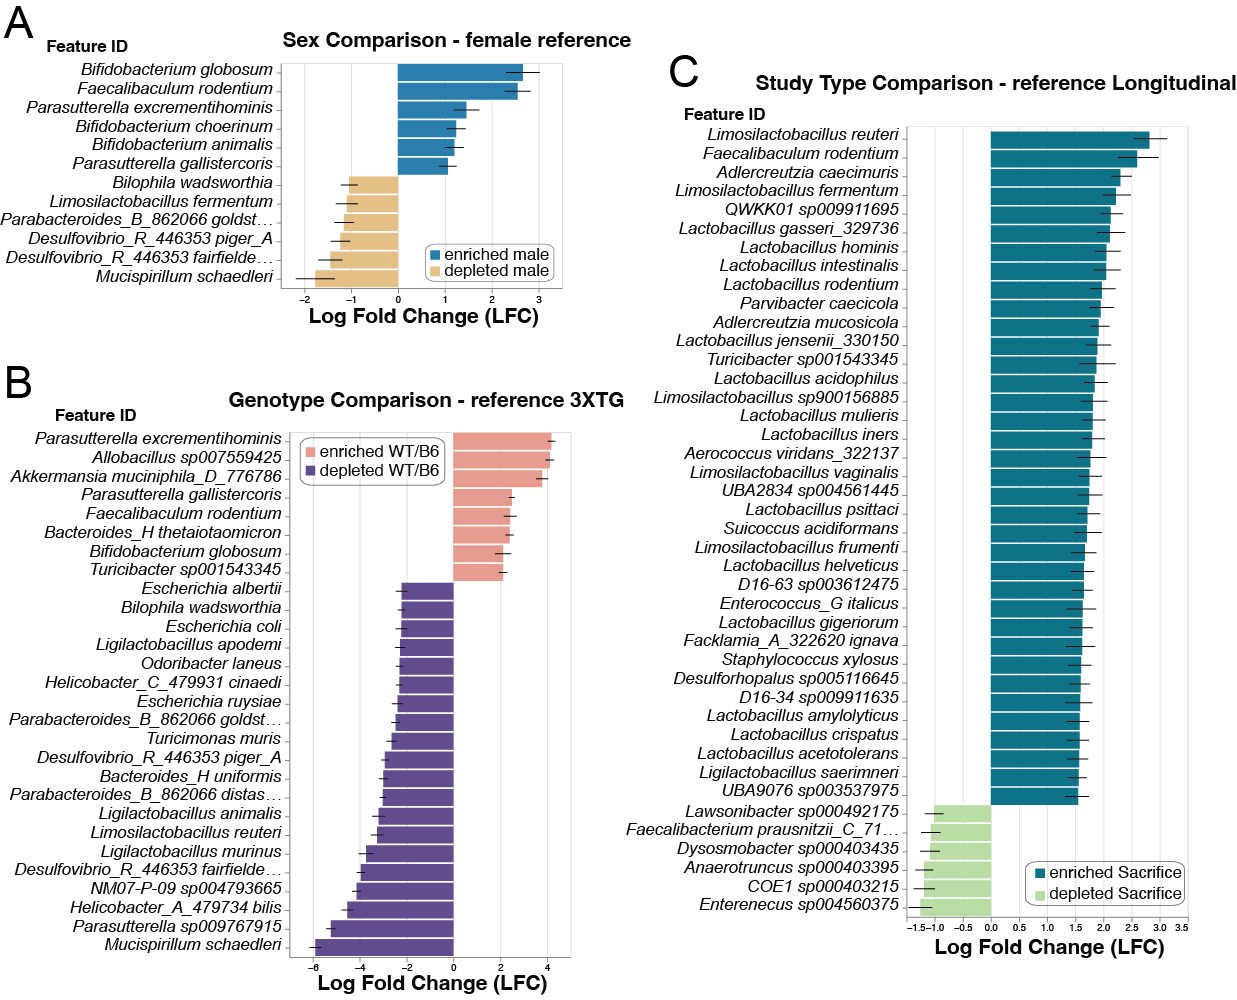 A
Sex Comparison - female reference
Feature ID
Bifidobacterium globosum
Faecalibaculum rodentium
Parasutterella excrementihominis
Bifidobacterium choerinum
Bifidobacterium animalis
Parasutterella gallistercoris
Bilophila wadsworthia
Limosilactobacillus fermentum
Parabacteroides_B_862066 goldst…
Desulfovibrio_R_446353 piger_A
Desulfovibrio_R_446353 fairfielde…
Mucispirillum schaedleri
enriched male
depleted male
−2 −1 0 1 2 3
Log Fold Change (LFC)
B
Genotype Comparison - reference 3XTG
Feature ID
Parasutterella excrementihominis
Allobacillus sp007559425
Akkermansia muciniphila_D_776786
Parasutterella gallistercoris
Faecalibaculum rodentium
Bacteroides_H thetaiotaomicron
Bifidobacterium globosum
Turicibacter sp001543345
Escherichia albertii
Bilophila wadsworthia
Escherichia coli
Ligilactobacillus apodemi
Odoribacter laneus
Helicobacter_C_479931 cinaedi
Escherichia ruysiae
Parabacteroides_B_862066 goldst…
Turicimonas muris
Desulfovibrio_R_446353 piger_A
Bacteroides_H uniformis
Parabacteroides_B_862066 distas…
Ligilactobacillus animalis
Limosilactobacillus reuteri
Ligilactobacillus murinus
Desulfovibrio_R_446353 fairfielde…
NM07-P-09 sp004793665
Helicobacter_A_479734 bilis
Parasutterella sp009767915
Mucispirillum schaedleri
enriched WT/B6
depleted WT/B6
−6 −4 −2 0 2 4
Log Fold Change (LFC)
C
Study Type Comparison - reference Longitudinal
Feature ID
Limosilactobacillus reuteri
Faecalibaculum rodentium
Adlercreutzia caecimuris
Limosilactobacillus fermentum
QWKK01 sp009911695
Lactobacillus gasseri_329736
Lactobacillus hominis
Lactobacillus intestinalis
Lactobacillus rodentium
Parvibacter caecicola
Adlercreutzia mucosicola
Lactobacillus jensenii_330150
Turicibacter sp001543345
Lactobacillus acidophilus
Limosilactobacillus sp900156885
Lactobacillus mulieris
Lactobacillus iners
Aerococcus viridans_322137
Limosilactobacillus vaginalis
UBA2834 sp004561445
Lactobacillus psittaci
Suicoccus acidiformans
Limosilactobacillus frumenti
Lactobacillus helveticus
D16-63 sp003612475
Enterococcus_G italicus
Lactobacillus gigeriorum
Facklamia_A_322620 ignava
Staphylococcus xylosus
Desulforhopalus sp005116645
D16-34 sp009911635
Lactobacillus amylolyticus
Lactobacillus crispatus
Lactobacillus acetotolerans
Ligilactobacillus saerimneri
UBA9076 sp003537975
Lawsonibacter sp000492175
Faecalibacterium prausnitzii_C_71…
Dysosmobacter sp000403435
Anaerotruncus sp000403395
COE1 sp000403215
Enterenecus sp004560375
enriched Sacrifice
depleted Sacrifice
−1.5 −1.0 −0.5 0.0 0.5 1.0 1.5 2.0 2.5 3.0 3.5
Log Fold Change (LFC)